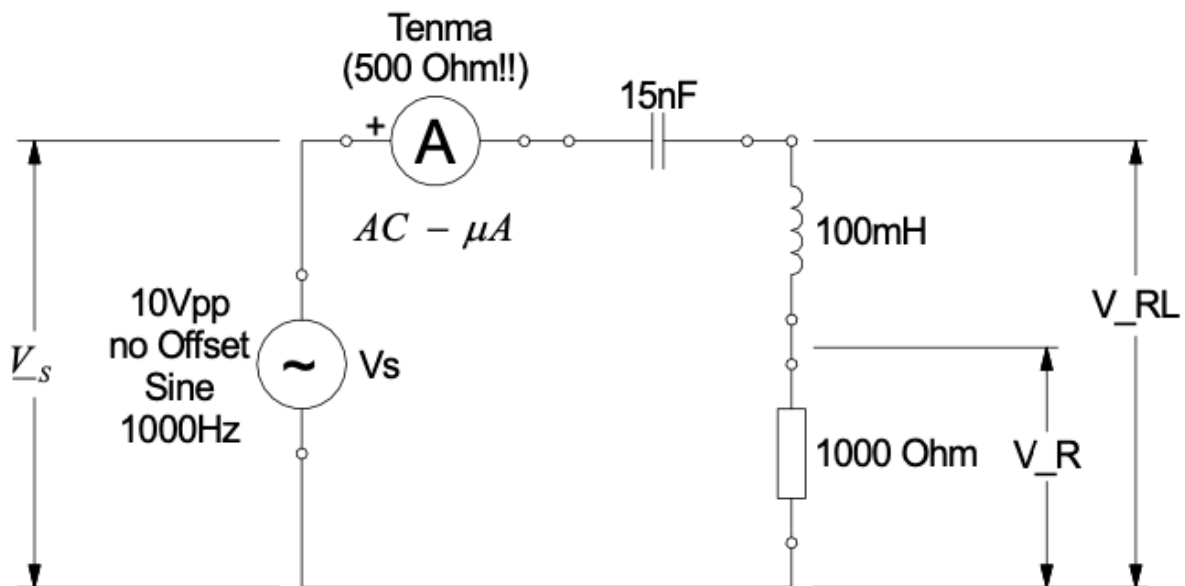 Tenma
(500 Ohm!!)
15nF
+
A
AC − μA
100mH
10Vpp
no Offset
Sine
1000Hz
~
Vs
V_s
V_RL
1000 Ohm
V_R